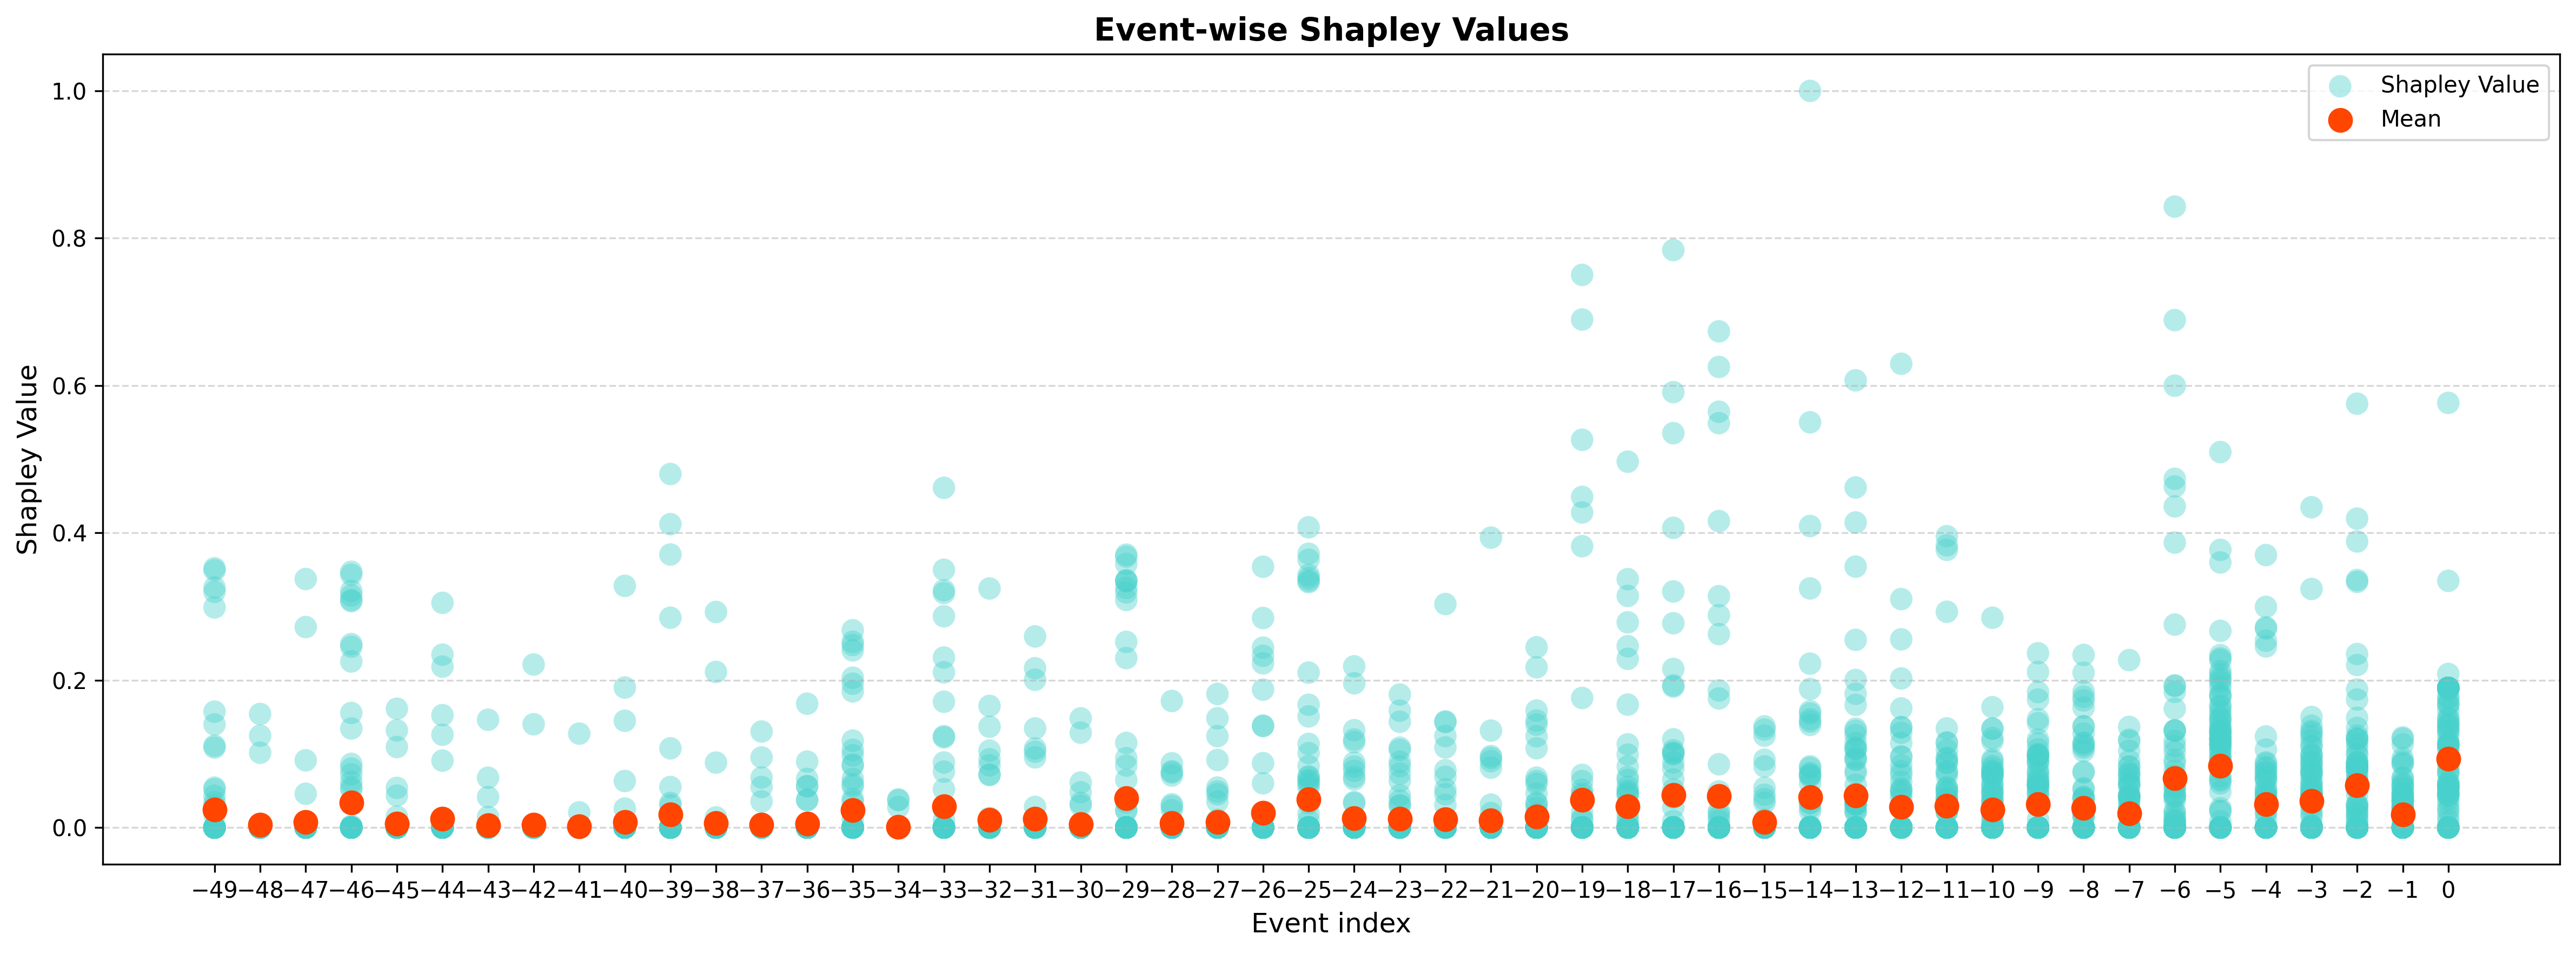 Event-wise Shapley Values
Shapley Value
Mean
Shapley Value
1.0
0.8
0.6
0.4
0.2
0.0
−49 −48 −47 −46 −45 −44 −43 −42 −41 −40 −39 −38 −37 −36 −35 −34 −33 −32 −31 −30 −29 −28 −27 −26 −25 −24 −23 −22 −21 −20 −19 −18 −17 −16 −15 −14 −13 −12 −11 −10 −9 −8 −7 −6 −5 −4 −3 −2 −1 0
Event index